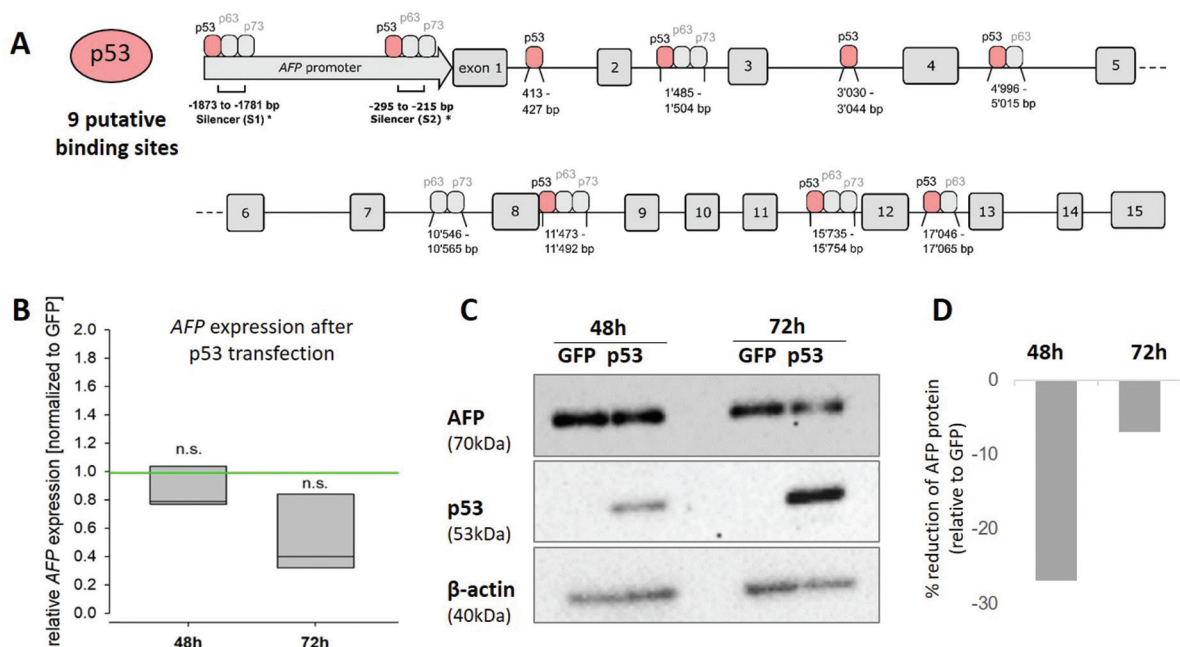 A
p53
9 putative
binding sites
p53 p63 p73
p53 p63 p73
AFP promoter
-1873 to -1781 bp
Silencer (S1) *
-295 to -215 bp
Silencer (S2) *
exon 1
p53
413 -
427 bp
2
p53 p63 p73
1'485 -
1'504 bp
3
p53
3'030 -
3'044 bp
4
p53 p63
4'996 -
5'015 bp
5
6
7
p63 p73
10'546 -
10'565 bp
8
p53 p63 p73
11'473 -
11'492 bp
9
10
11
p53 p63 p73
15'735 -
15'754 bp
12
p53 p63
17'046 -
17'065 bp
13
14
15
B
relative AFP expression [normalized to GFP]
AFP expression after
p53 transfection
2.0
1.8
1.6
1.4
1.2
1.0
0.8
0.6
0.4
0.2
0.0
n.s.
n.s.
48h 72h
C
48h 72h
GFP p53 GFP p53
AFP
(70kDa)
p53
(53kDa)
β-actin
(40kDa)
D
48h 72h
% reduction of AFP protein
(relative to GFP)
0
-10
-20
-30